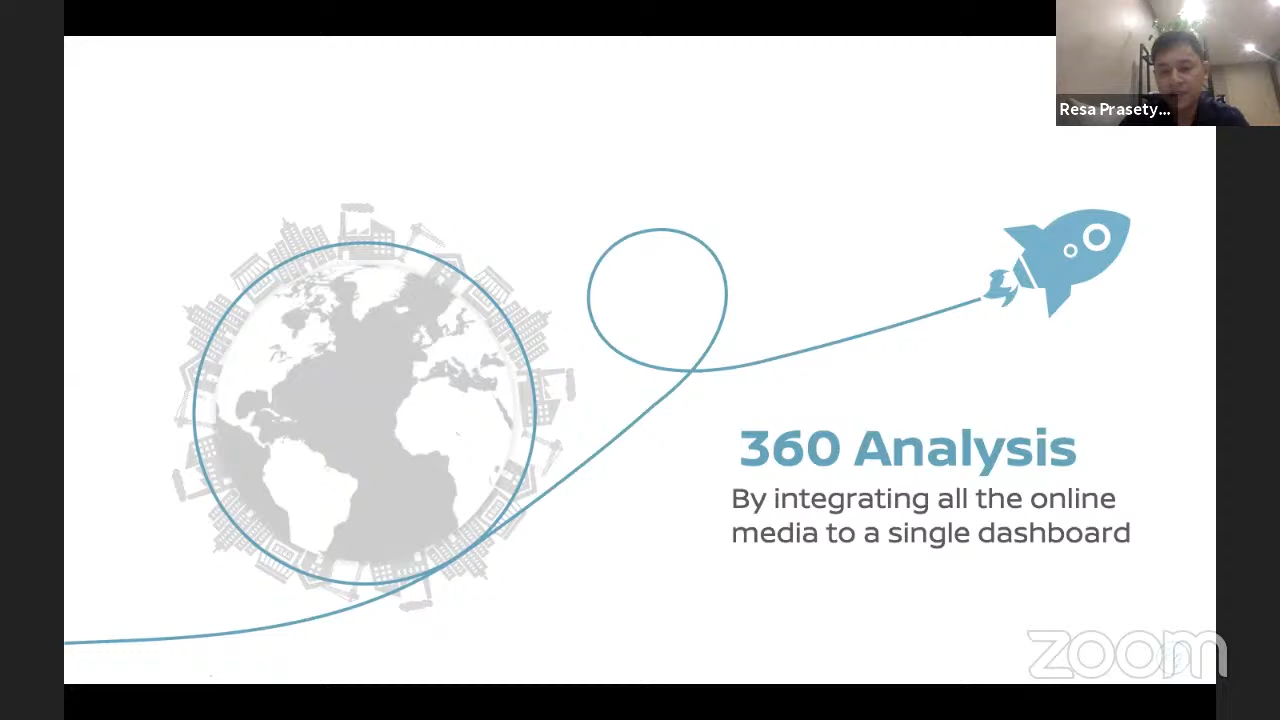 Resa Prasety...
360 Analysis
By integrating all the online
media to a single dashboard
zoom